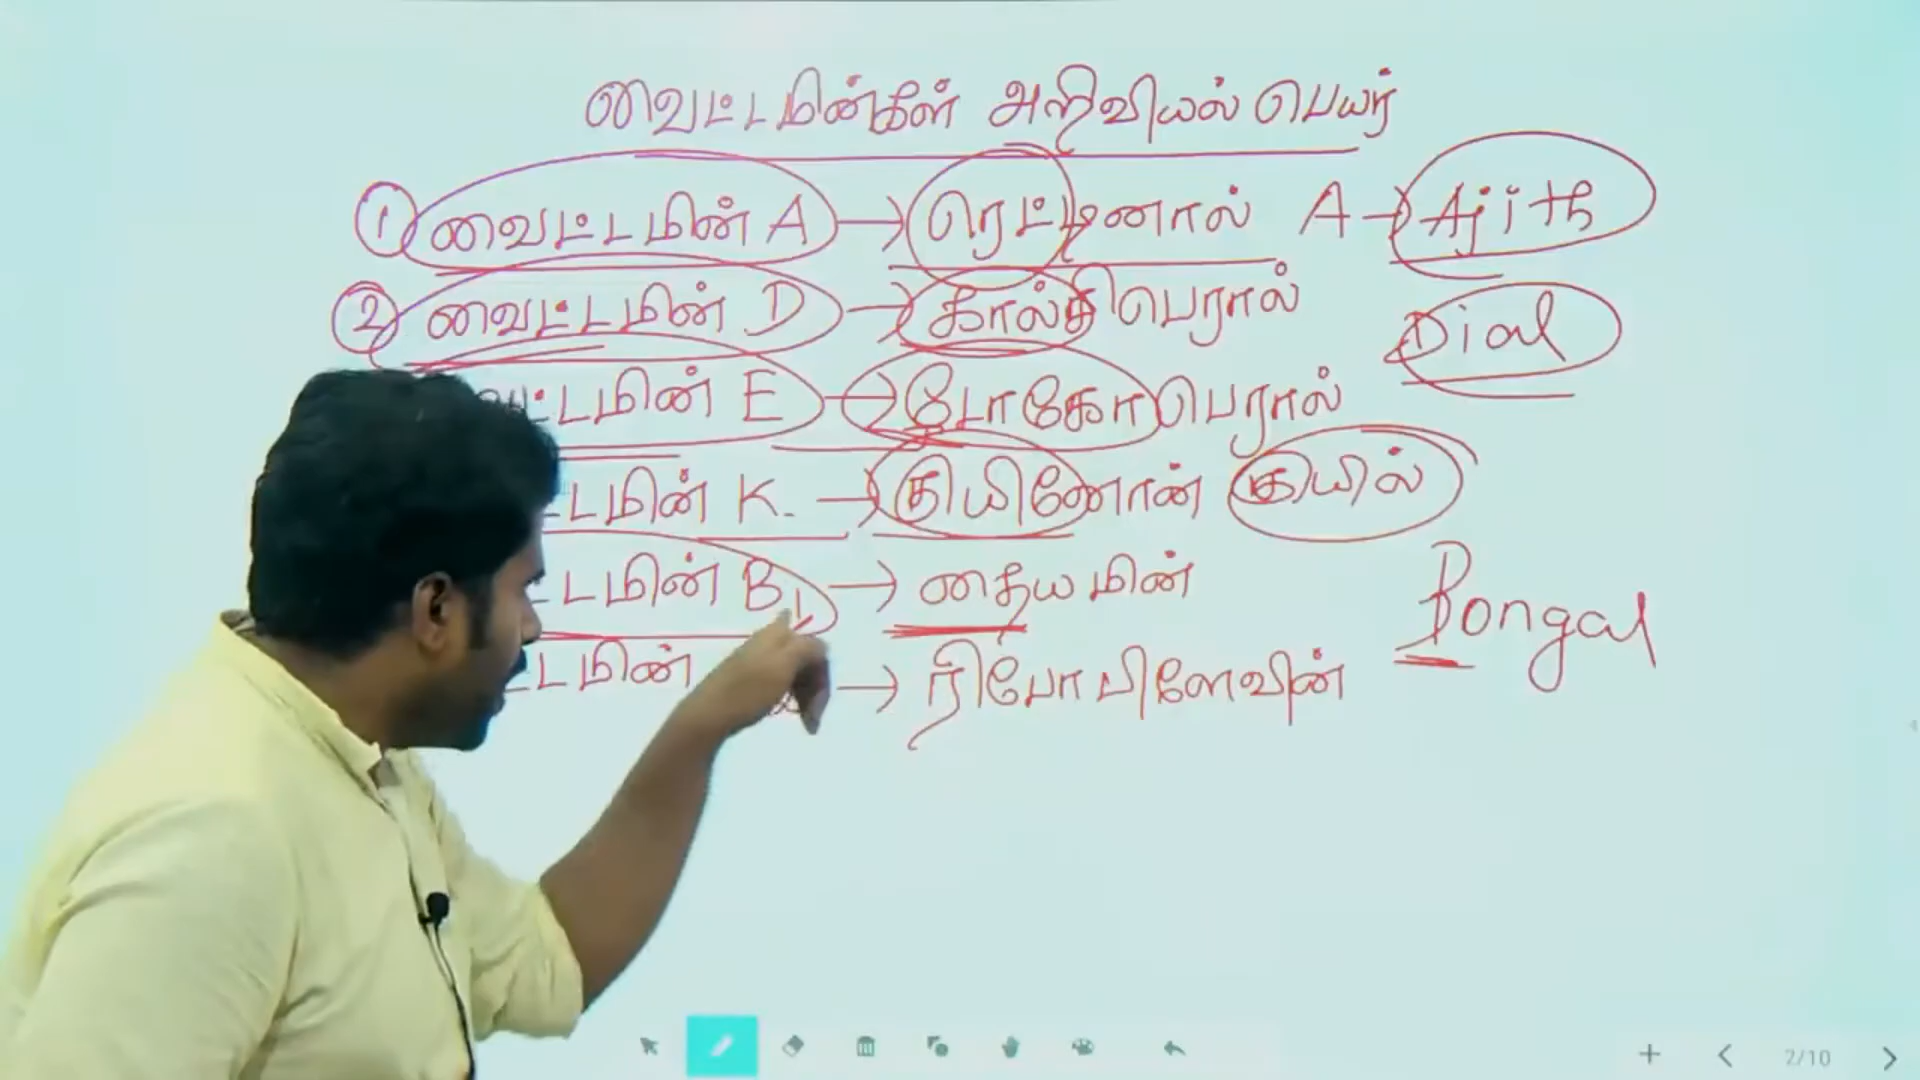 வைட்டமின்கள் அறிவியல் பெயர்
① வைட்டமின் A → ரெட்டினால் A → Ajith
② வைட்டமின் D → கால்சிபெரால் Dial
ட்டமின் E → டோகோபெரால்
டமின் K. → குயினோன் குயில்
டமின் B1 → தையமின் Bongal
டமின் → ரிபோபிளேவின்
2/10